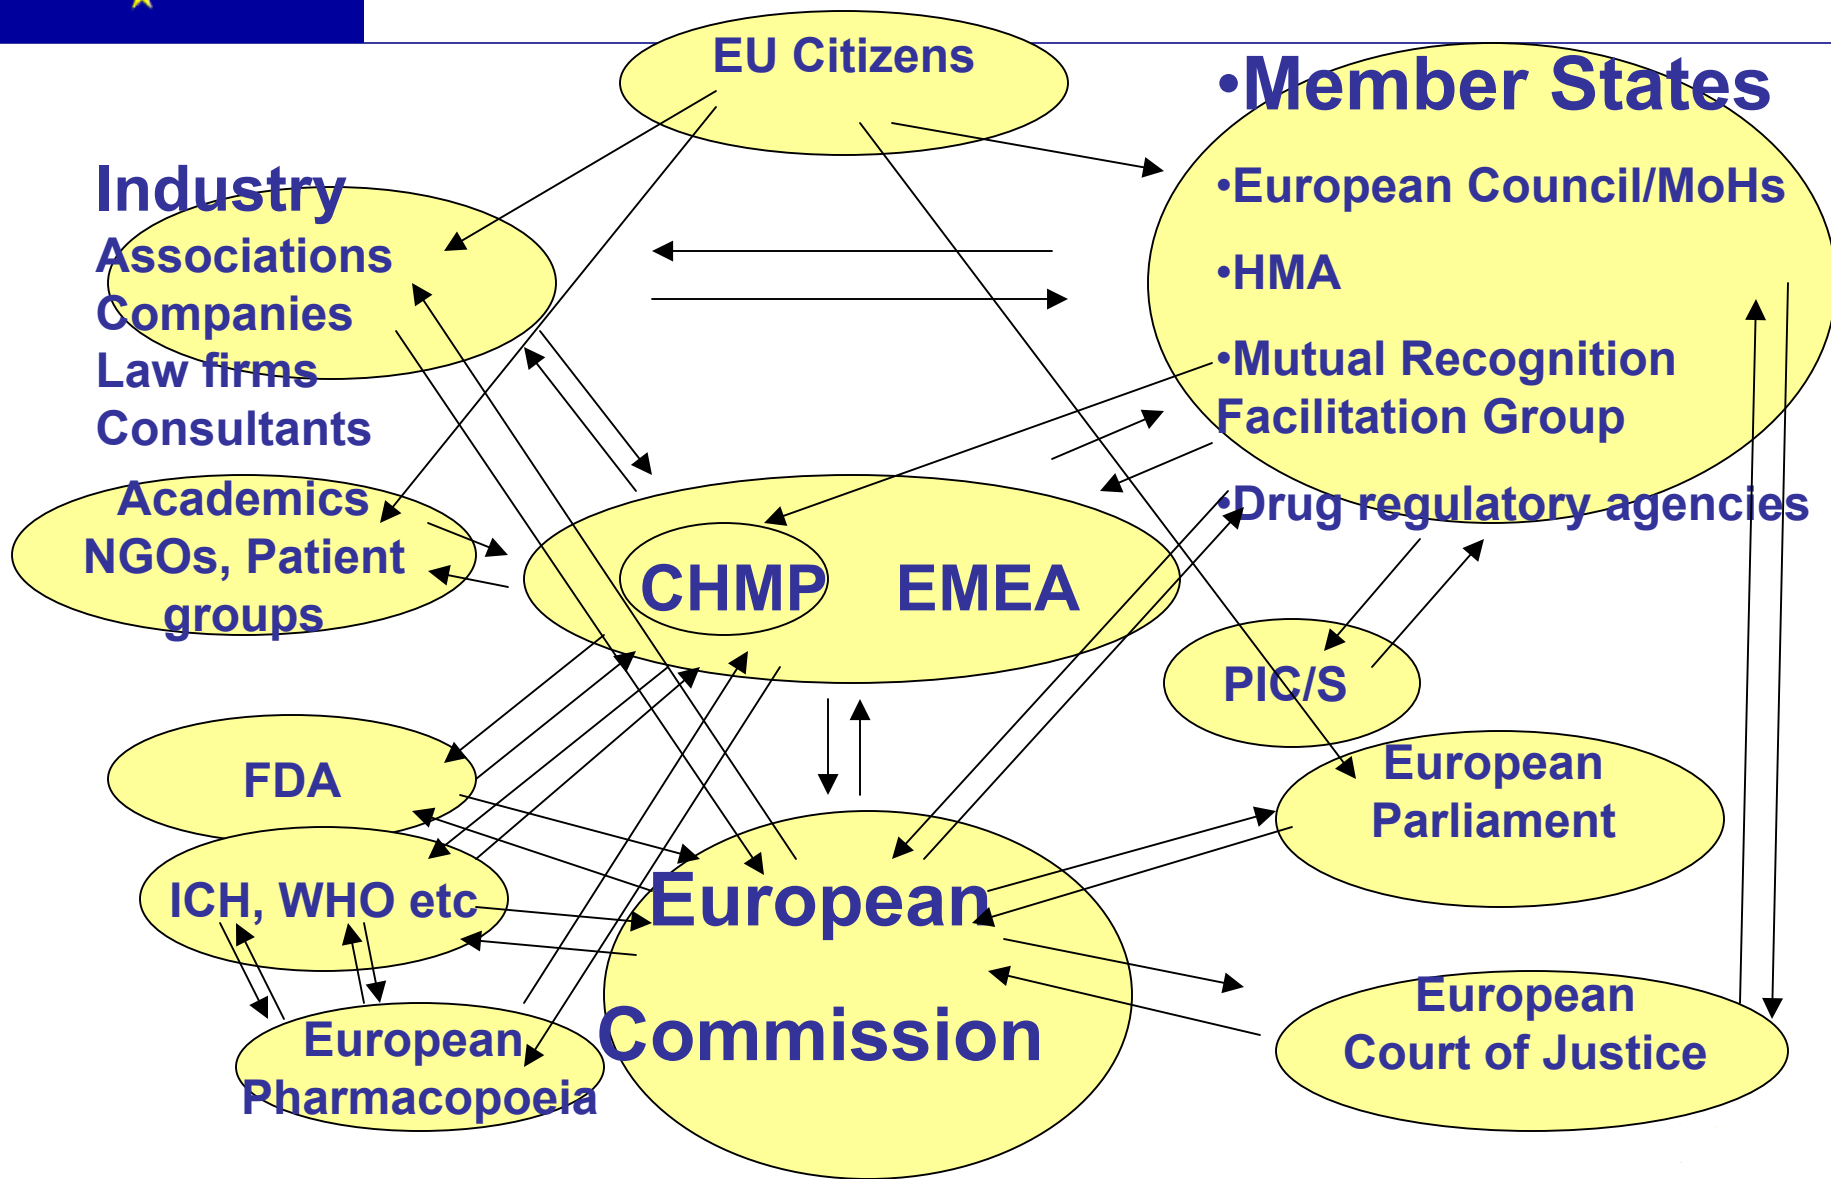 EU Citizens
•Member States
•European Council/MoHs
•HMA
•Mutual Recognition
Facilitation Group
•Drug regulatory agencies
Industry
Associations
Companies
Law firms
Consultants
Academics
NGOs, Patient
groups
CHMP
EMEA
PIC/S
FDA
European
Parliament
ICH, WHO etc
European
Commission
European
Court of Justice
European
Pharmacopoeia